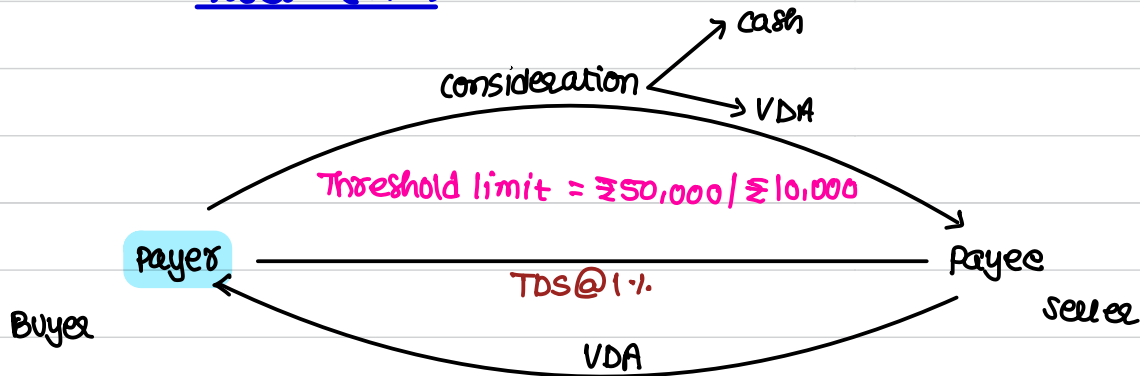 cash
consideration
VDA
Threshold limit = ₹50,000/₹10,000
Payer
Payee
TDS@1%
Buyer
Seller
VDA